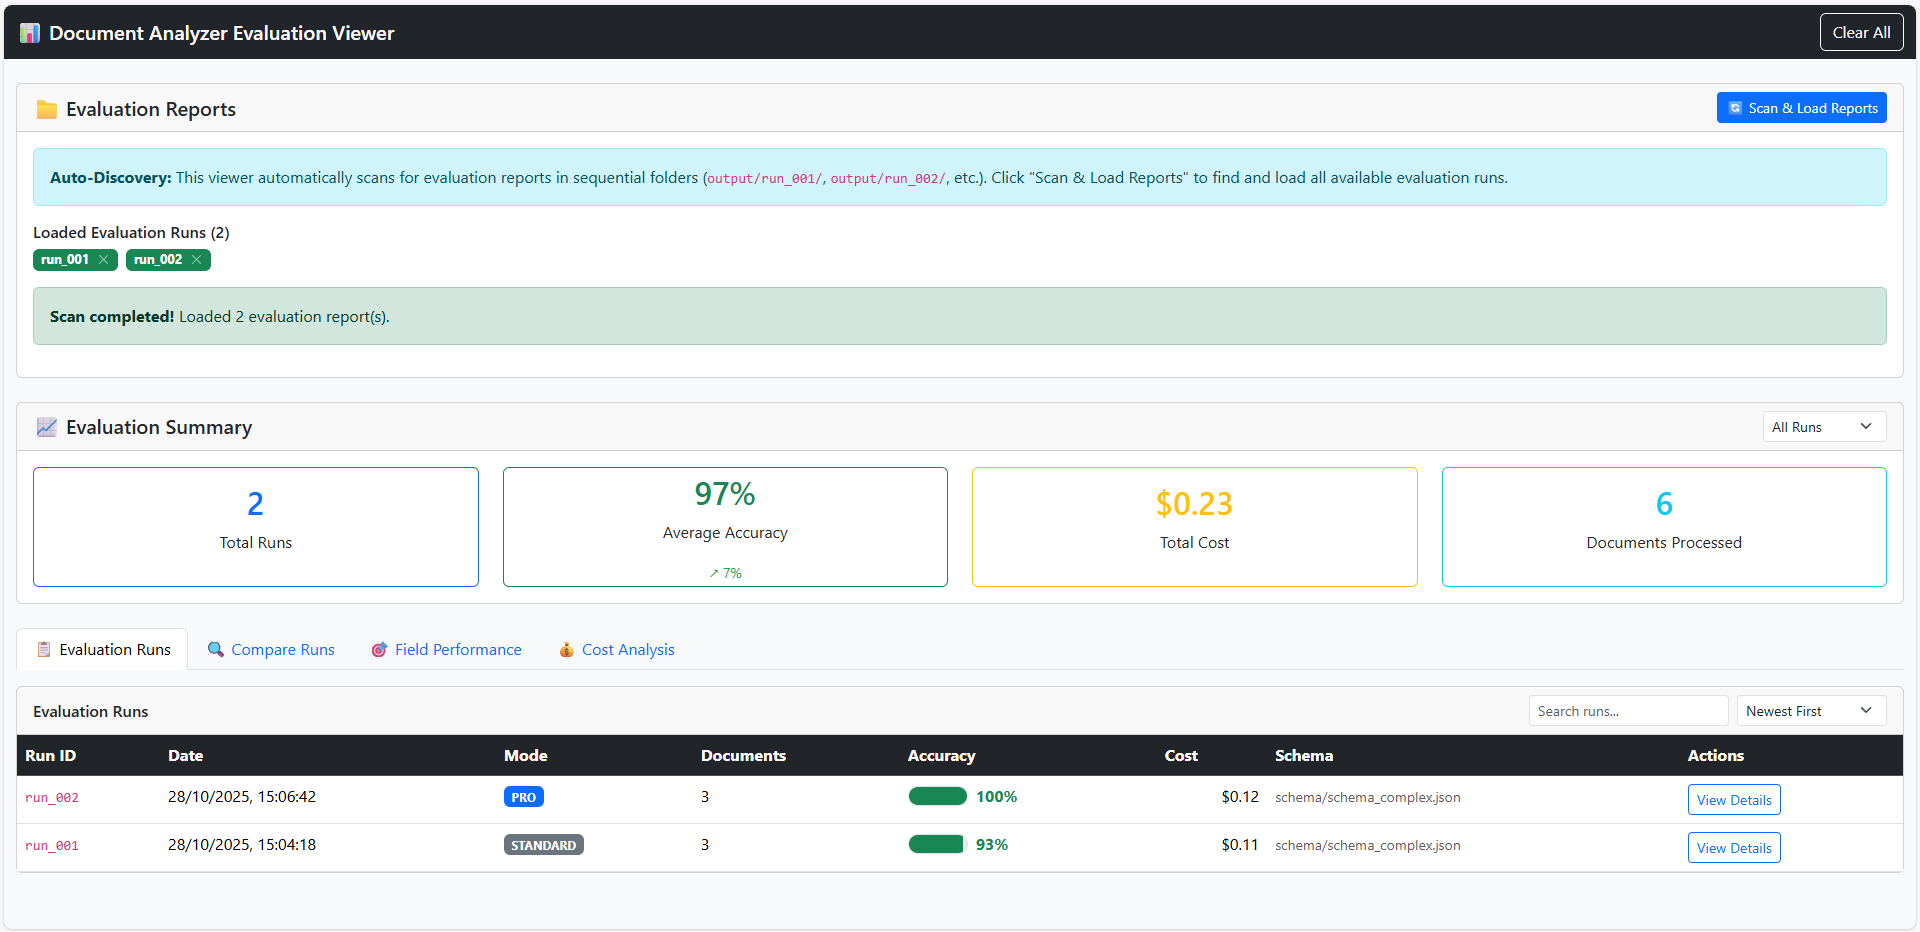 Document Analyzer Evaluation Viewer
Clear All
Evaluation Reports
Scan & Load Reports
Auto-Discovery: This viewer automatically scans for evaluation reports in sequential folders (output/run_001/, output/run_002/, etc.). Click "Scan & Load Reports" to find and load all available evaluation runs.
Loaded Evaluation Runs (2)
run_001 × run_002 ×
Scan completed! Loaded 2 evaluation report(s).
Evaluation Summary
All Runs
2
Total Runs
97%
Average Accuracy
↗ 7%
$0.23
Total Cost
6
Documents Processed
Evaluation Runs Compare Runs Field Performance Cost Analysis
Evaluation Runs
Search runs...
Newest First
Run ID Date Mode Documents Accuracy Cost Schema Actions
run_002 28/10/2025, 15:06:42 PRO 3 100% $0.12 schema/schema_complex.json View Details
run_001 28/10/2025, 15:04:18 STANDARD 3 93% $0.11 schema/schema_complex.json View Details